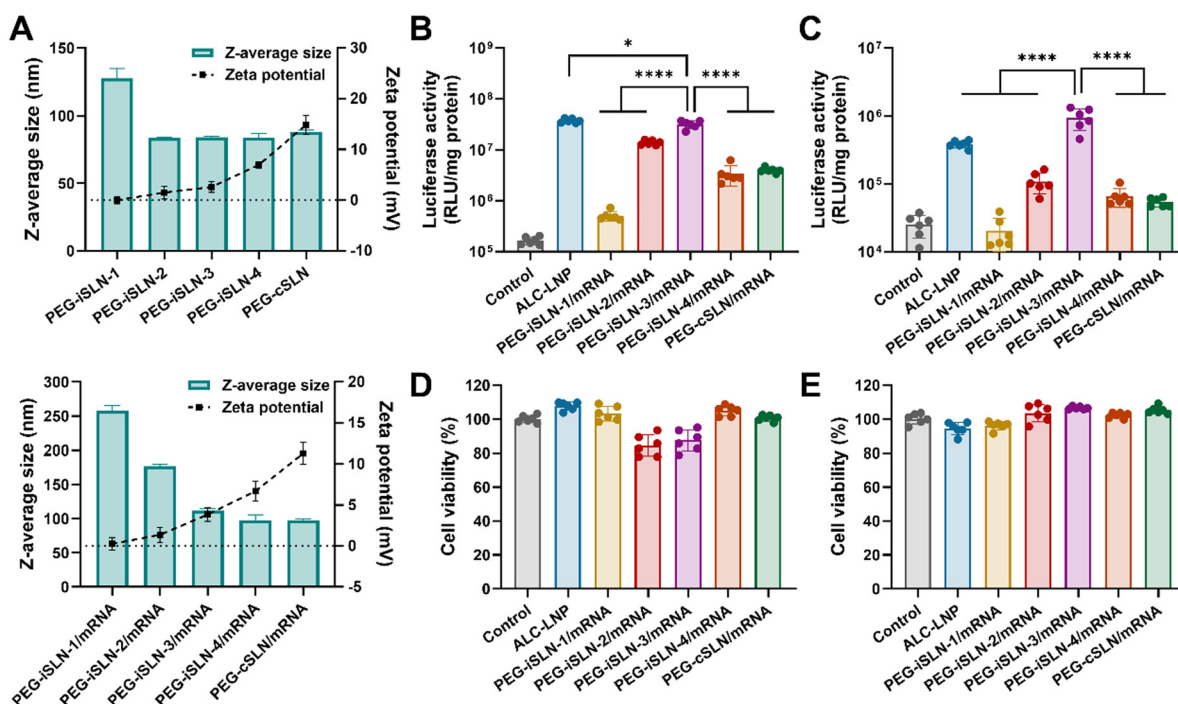 A
Z-average size
Zeta potential
Z-average size (nm)
150
100
50
0
Zeta potential (mV)
30
20
10
0
-10
PEG-iSLN-1
PEG-iSLN-2
PEG-iSLN-3
PEG-iSLN-4
PEG-cSLN
B
Luciferase activity
(RLU/mg protein)
10⁹
10⁸
10⁷
10⁶
10⁵
*
****
****
Control
ALC-LNP
PEG-iSLN-1/mRNA
PEG-iSLN-2/mRNA
PEG-iSLN-3/mRNA
PEG-iSLN-4/mRNA
PEG-cSLN/mRNA
C
Luciferase activity
(RLU/mg protein)
10⁷
10⁶
10⁵
10⁴
****
****
Control
ALC-LNP
PEG-iSLN-1/mRNA
PEG-iSLN-2/mRNA
PEG-iSLN-3/mRNA
PEG-iSLN-4/mRNA
PEG-cSLN/mRNA
Z-average size
Zeta potential
Z-average size (nm)
300
250
200
150
100
50
0
Zeta potential (mV)
20
15
10
5
0
-5
PEG-iSLN-1/mRNA
PEG-iSLN-2/mRNA
PEG-iSLN-3/mRNA
PEG-iSLN-4/mRNA
PEG-cSLN/mRNA
D
Cell viability (%)
120
100
80
60
40
20
0
Control
ALC-LNP
PEG-iSLN-1/mRNA
PEG-iSLN-2/mRNA
PEG-iSLN-3/mRNA
PEG-iSLN-4/mRNA
PEG-cSLN/mRNA
E
Cell viability (%)
120
100
80
60
40
20
0
Control
ALC-LNP
PEG-iSLN-1/mRNA
PEG-iSLN-2/mRNA
PEG-iSLN-3/mRNA
PEG-iSLN-4/mRNA
PEG-cSLN/mRNA